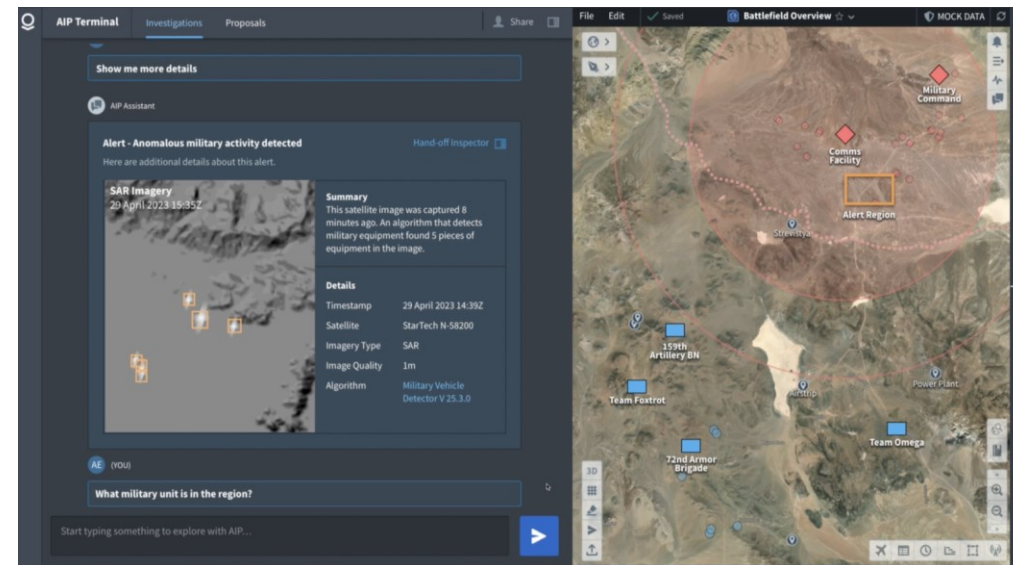 AIP Terminal
Investigations
Proposals
Share
Show me more details
AIP Assistant
Alert - Anomalous military activity detected
Hand-off Inspector
Here are additional details about this alert.
SAR Imagery
29 April 2023 15:35Z
Summary
This satellite image was captured 8
minutes ago. An algorithm that detects
military equipment found 5 pieces of
equipment in the image.
Details
Timestamp 29 April 2023 14:39Z
Satellite StarTech N-58200
Imagery Type SAR
Image Quality 1m
Algorithm Military Vehicle
Detector V 25.3.0
AE (YOU)
What military unit is in the region?
Start typing something to explore with AIP...
File Edit Saved Battlefield Overview MOCK DATA
Military
Command
Comms
Facility
Alert Region
159th
Artillery BN
Team Foxtrot
Airstrip
Power Plant
Team Omega
72nd Armor
Brigade
3D